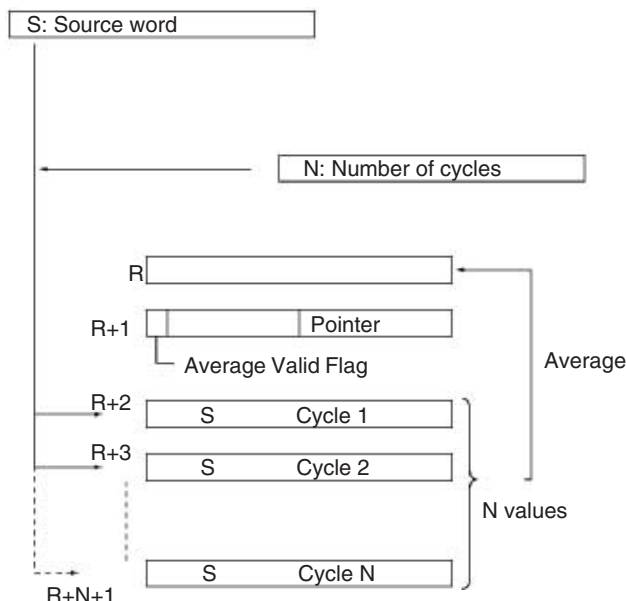 S: Source word
N: Number of cycles
R
R+1
Pointer
Average Valid Flag
Average
R+2
S Cycle 1
R+3
S Cycle 2
N values
S Cycle N
R+N+1